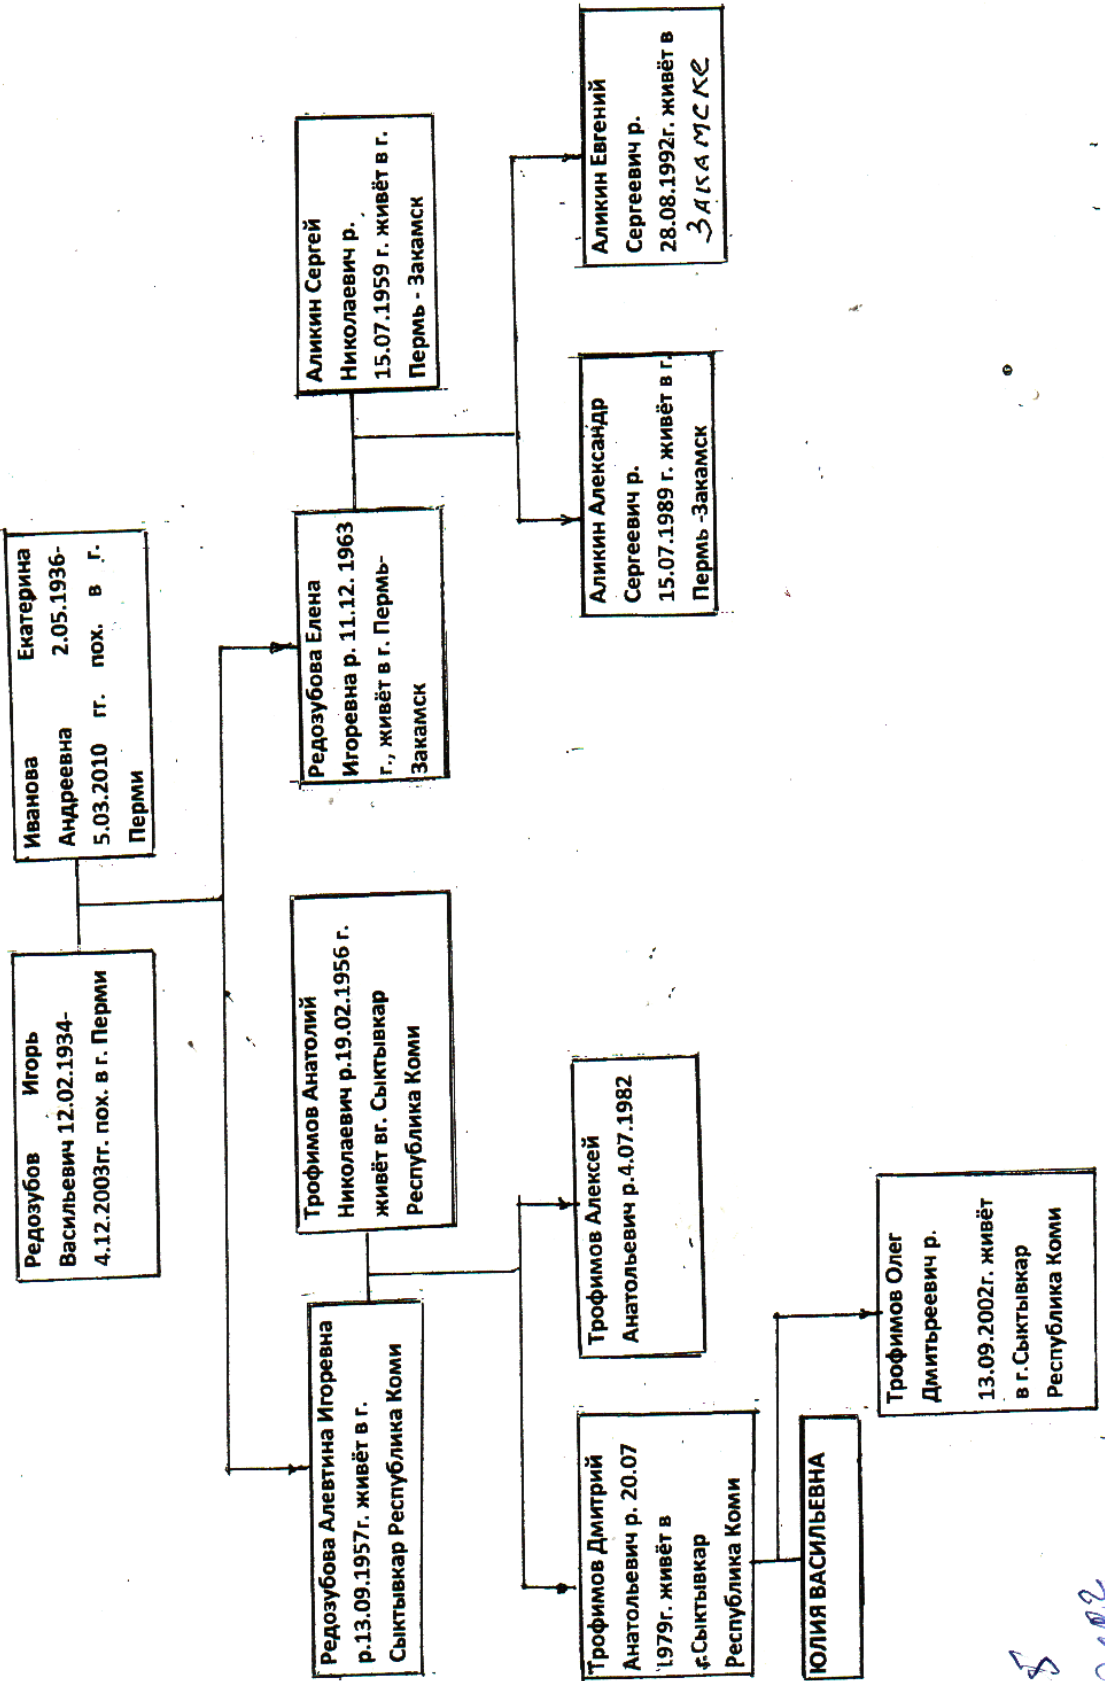 Редозубов Игорь
Васильевич 12.02.1934-
4.12.2003гг. пох. в г. Перми
Иванова Екатерина
Андреевна 2.05.1936-
5.03.2010 гг. пох. в г.
Перми
Редозубова Алевтина Игоревна
р.13.09.1957г. живёт в г.
Сыктывкар Республика Коми
Трофимов Анатолий
Николаевич р.19.02.1956 г.
живёт вг. Сыктывкар
Республика Коми
Редозубова Елена
Игоревна р. 11.12. 1963
г., живёт в г. Пермь-
Закамск
Аликин Сергей
Николаевич р.
15.07.1959 г. живёт в г.
Пермь - Закамск
Трофимов Дмитрий
Анатольевич р. 20.07
1979г. живёт в
г.Сыктывкар
Республика Коми
Трофимов Алексей
Анатольевич р.4.07.1982
Аликин Александр
Сергеевич р.
15.07.1989 г. живёт в г.
Пермь -Закамск
Аликин Евгений
Сергеевич р.
28.08.1992г. живёт в
ЗАКАМСКЕ
ЮЛИЯ ВАСИЛЬЕВНА
Трофимов Олег
Дмитьреевич р.
13.09.2002г. живёт
в г.Сыктывкар
Республика Коми